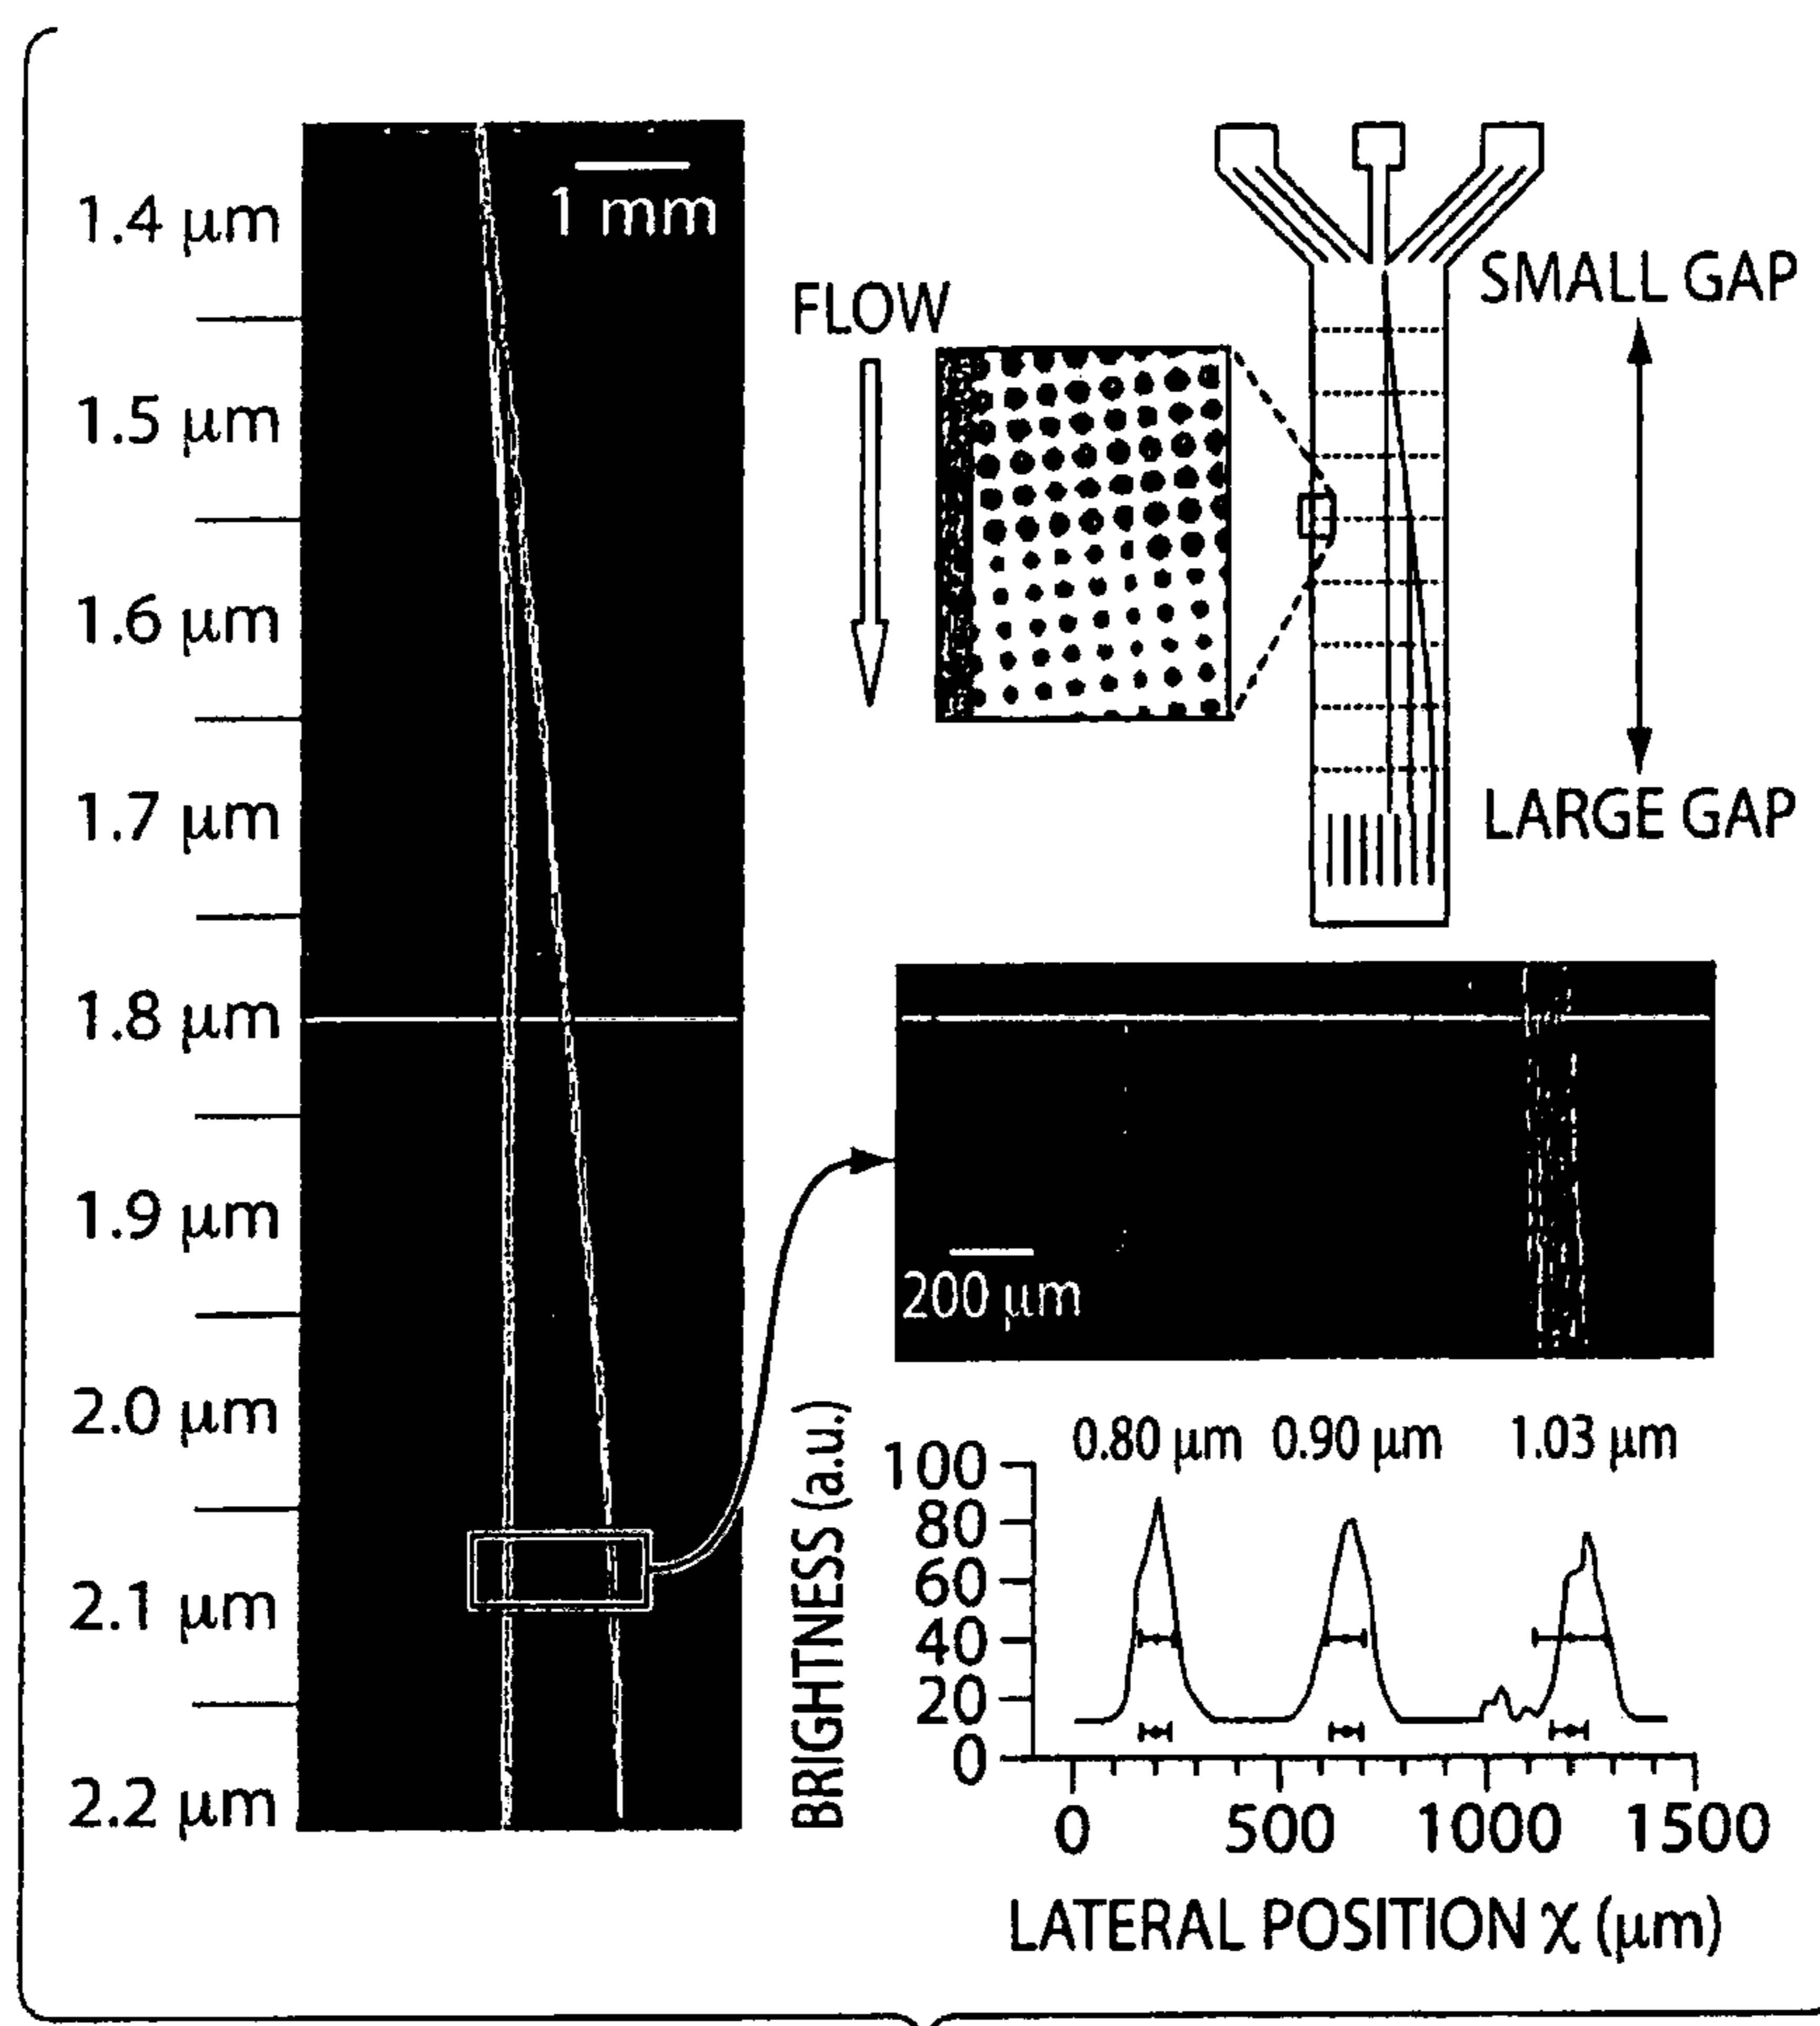 1 mm
1.4 μm
1.5 μm
1.6 μm
1.7 μm
1.8 μm
1.9 μm
2.0 μm
2.1 μm
2.2 μm
FLOW
SMALL GAP
LARGE GAP
200 μm
0.80 μm 0.90 μm 1.03 μm
BRIGHTNESS (a.u.)
100
80
60
40
20
0
0 500 1000 1500
LATERAL POSITION χ (μm)